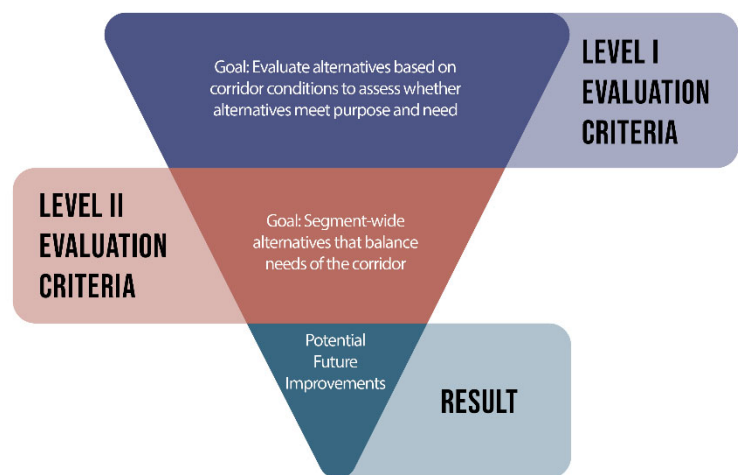 Goal: Evaluate alternatives based on
corridor conditions to assess whether
alternatives meet purpose and need
LEVEL I
EVALUATION
CRITERIA
LEVEL II
EVALUATION
CRITERIA
Goal: Segment-wide
alternatives that balance
needs of the corridor
Potential
Future
Improvements
RESULT